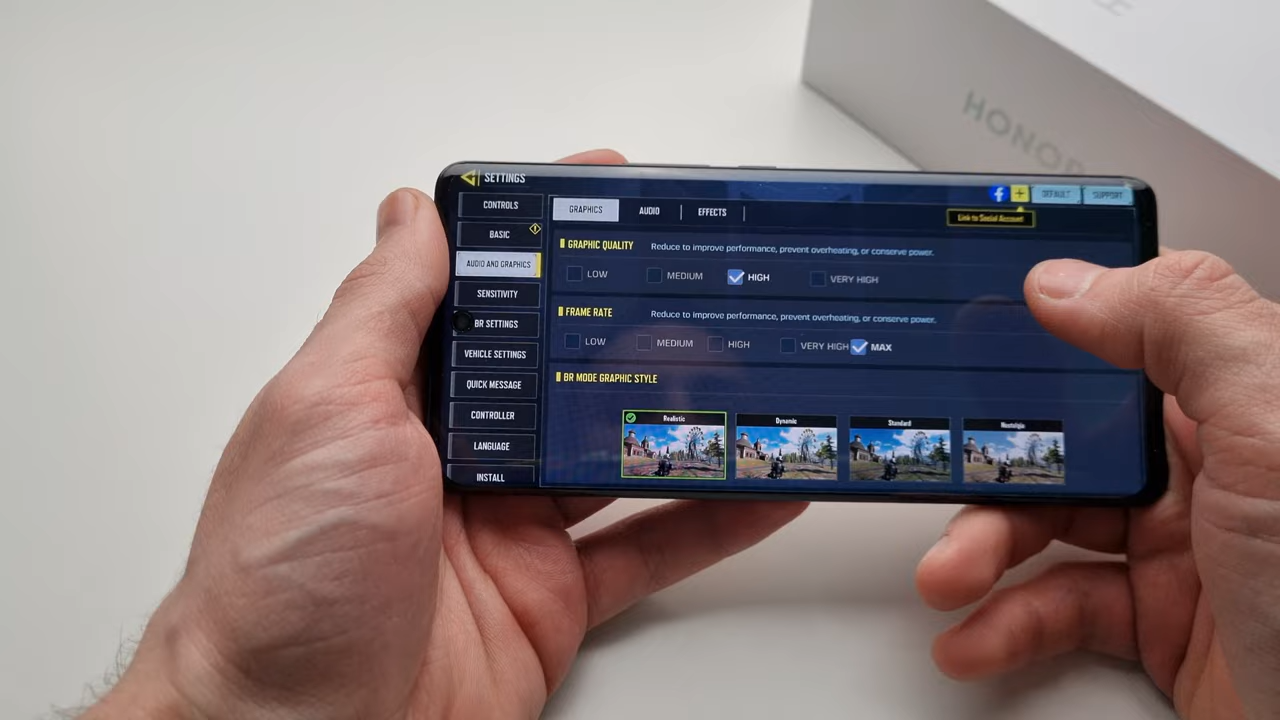 HONOR
SETTINGS
DEFAULT
SUPPORT
Link to Social Account
CONTROLS
BASIC
AUDIO AND GRAPHICS
SENSITIVITY
BR SETTINGS
VEHICLE SETTINGS
QUICK MESSAGE
CONTROLLER
LANGUAGE
INSTALL
GRAPHICS AUDIO EFFECTS
GRAPHIC QUALITY Reduce to improve performance, prevent overheating, or conserve power.
LOW MEDIUM HIGH VERY HIGH
FRAME RATE Reduce to improve performance, prevent overheating, or conserve power.
LOW MEDIUM HIGH VERY HIGH MAX
BR MODE GRAPHIC STYLE
Realistic Dynamic Standard Nostalgia